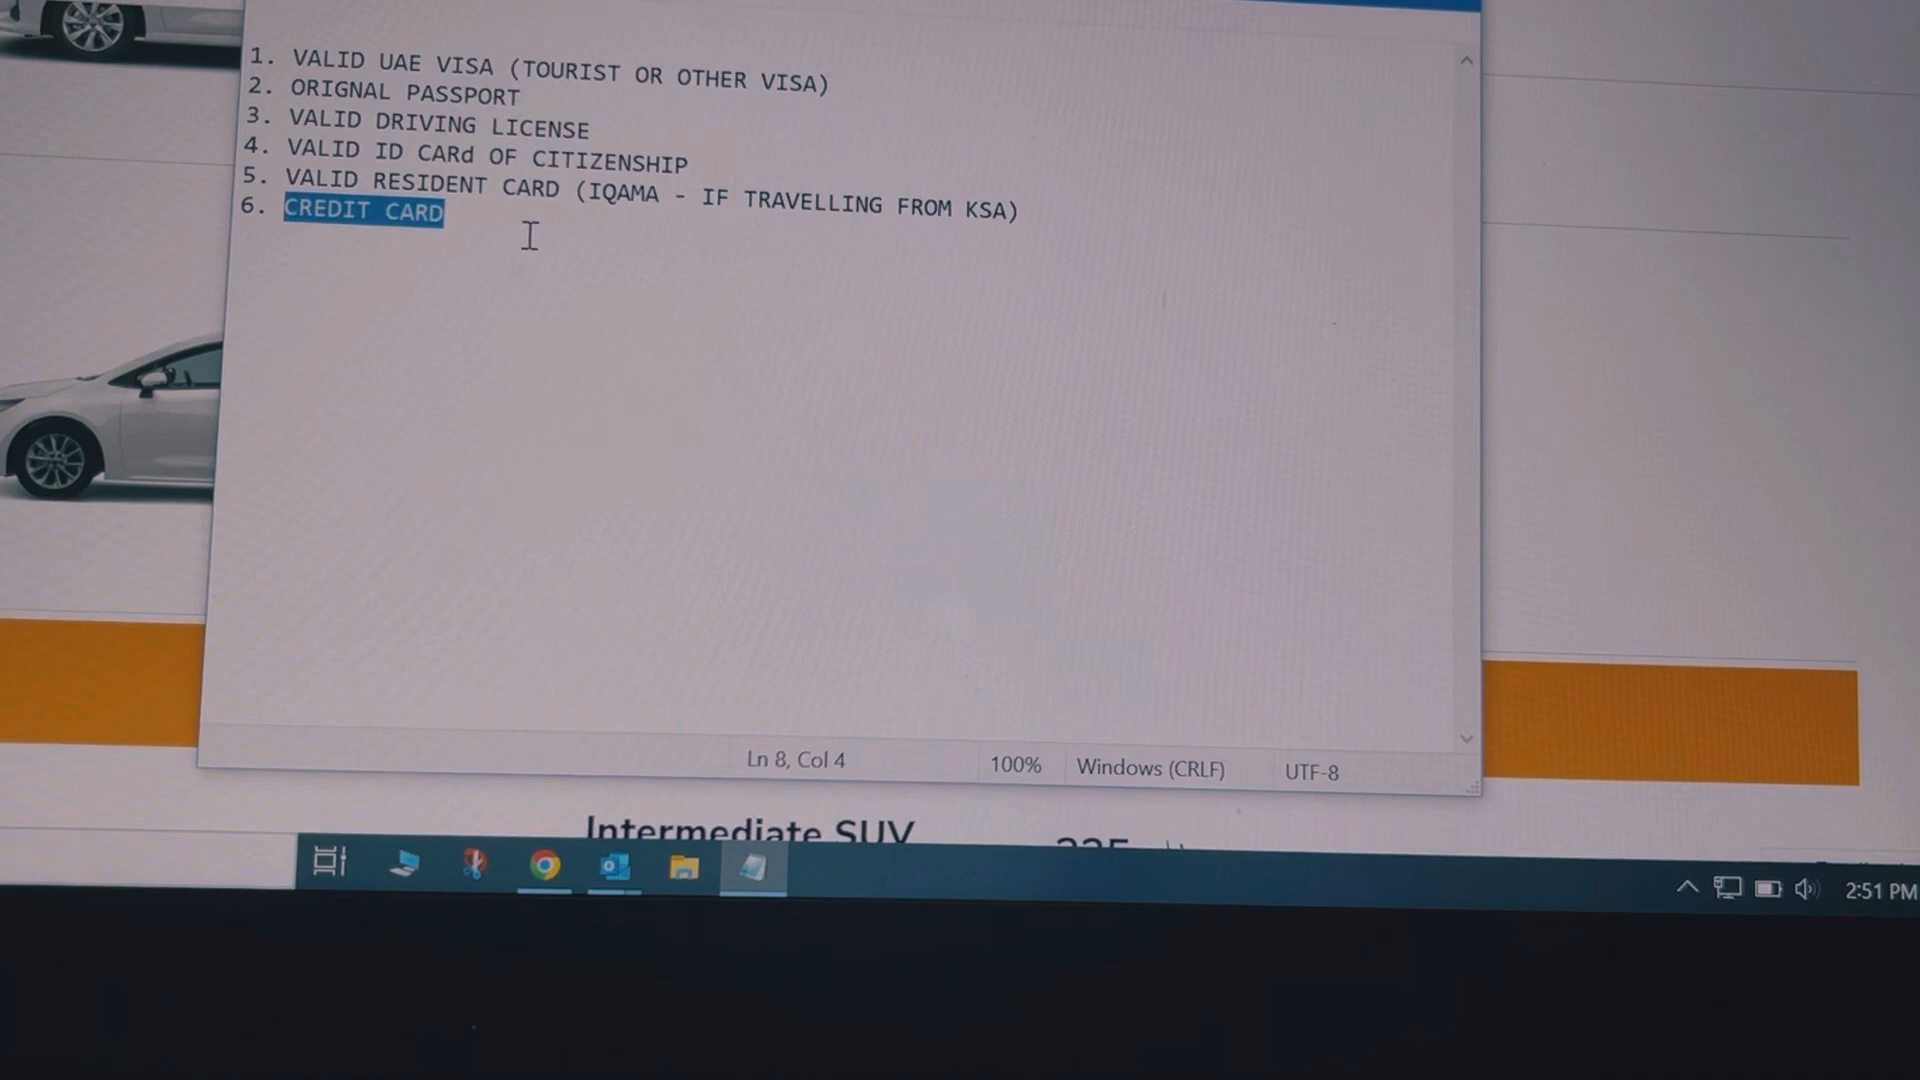 1. VALID UAE VISA (TOURIST OR OTHER VISA)
2. ORIGNAL PASSPORT
3. VALID DRIVING LICENSE
4. VALID ID CARd OF CITIZENSHIP
5. VALID RESIDENT CARD (IQAMA - IF TRAVELLING FROM KSA)
6. CREDIT CARD
Ln 8, Col 4
100%
Windows (CRLF)
UTF-8
Intermediate SUV
2:51 PM